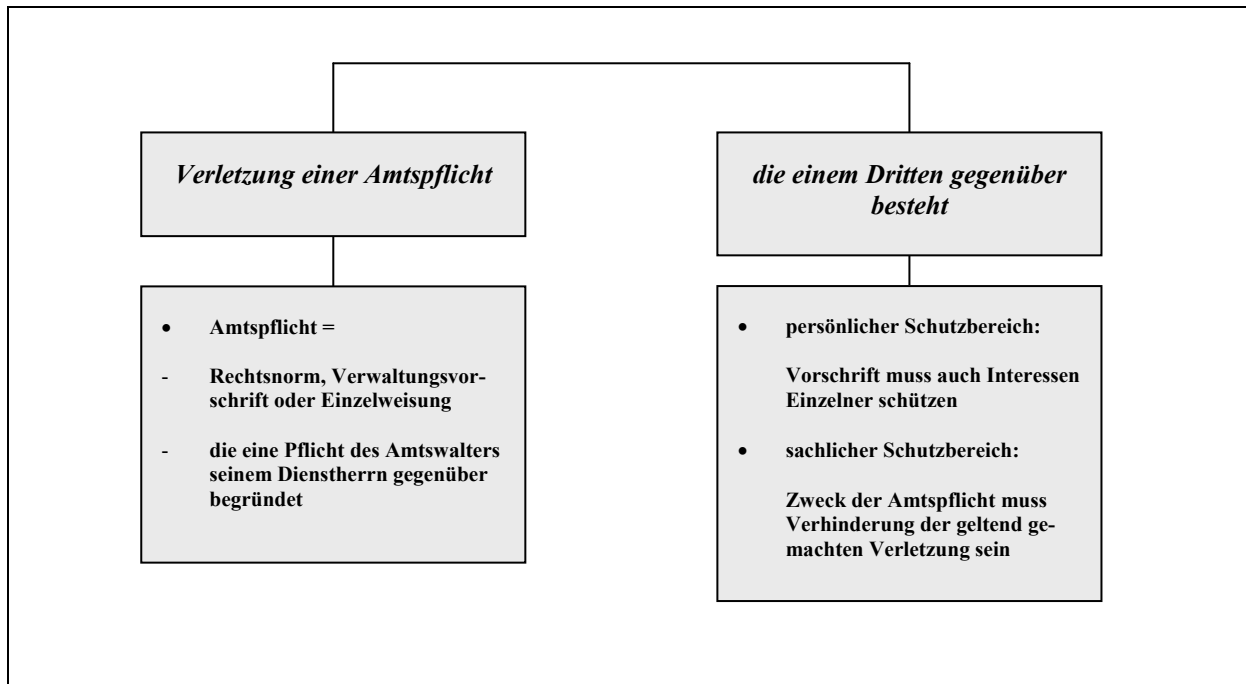 Verletzung einer Amtspflicht
• Amtspflicht =
- Rechtsnorm, Verwaltungsvor-
schrift oder Einzelweisung
- die eine Pflicht des Amtswalters
seinem Dienstherrn gegenüber
begründet
die einem Dritten gegenüber
besteht
• persönlicher Schutzbereich:
Vorschrift muss auch Interessen
Einzelner schützen
• sachlicher Schutzbereich:
Zweck der Amtspflicht muss
Verhinderung der geltend ge-
machten Verletzung sein